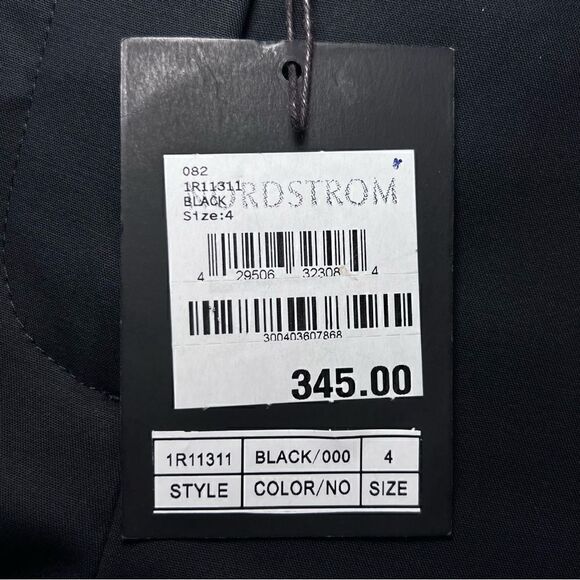 082
1R11311
NORDSTROM
BLACK
Size:4
4 29506 32308 4
300403607868
345.00
1R11311 BLACK/000 4
STYLE COLOR/NO SIZE